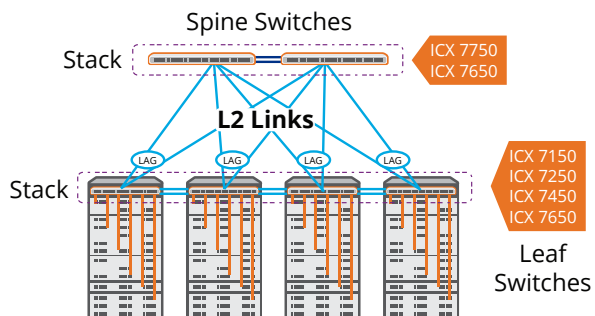 Spine Switches
Stack
ICX 7750
ICX 7650
L2 Links
LAG
LAG
LAG
LAG
Stack
ICX 7150
ICX 7250
ICX 7450
ICX 7650
Leaf
Switches